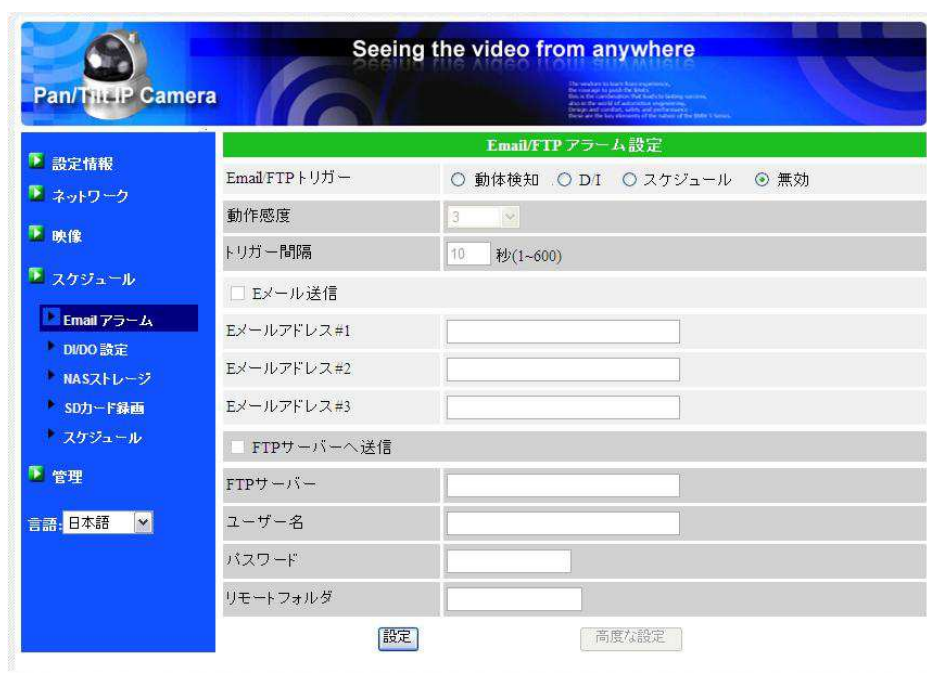 Seeing the video from anywhere
Pan/Tilt IP Camera
設定情報
ネットワーク
映像
スケジュール
Email アラーム
DI/DO 設定
NASストレージ
SDカード録画
スケジュール
管理
言語: 日本語
Email/FTP アラーム設定
Email/FTPトリガー 動体検知 D/I スケジュール 無効
動作感度 3
トリガー間隔 10 秒(1~600)
Eメール送信
Eメールアドレス#1
Eメールアドレス#2
Eメールアドレス#3
FTPサーバーへ送信
FTPサーバー
ユーザー名
パスワード
リモートフォルダ
設定 高度な設定